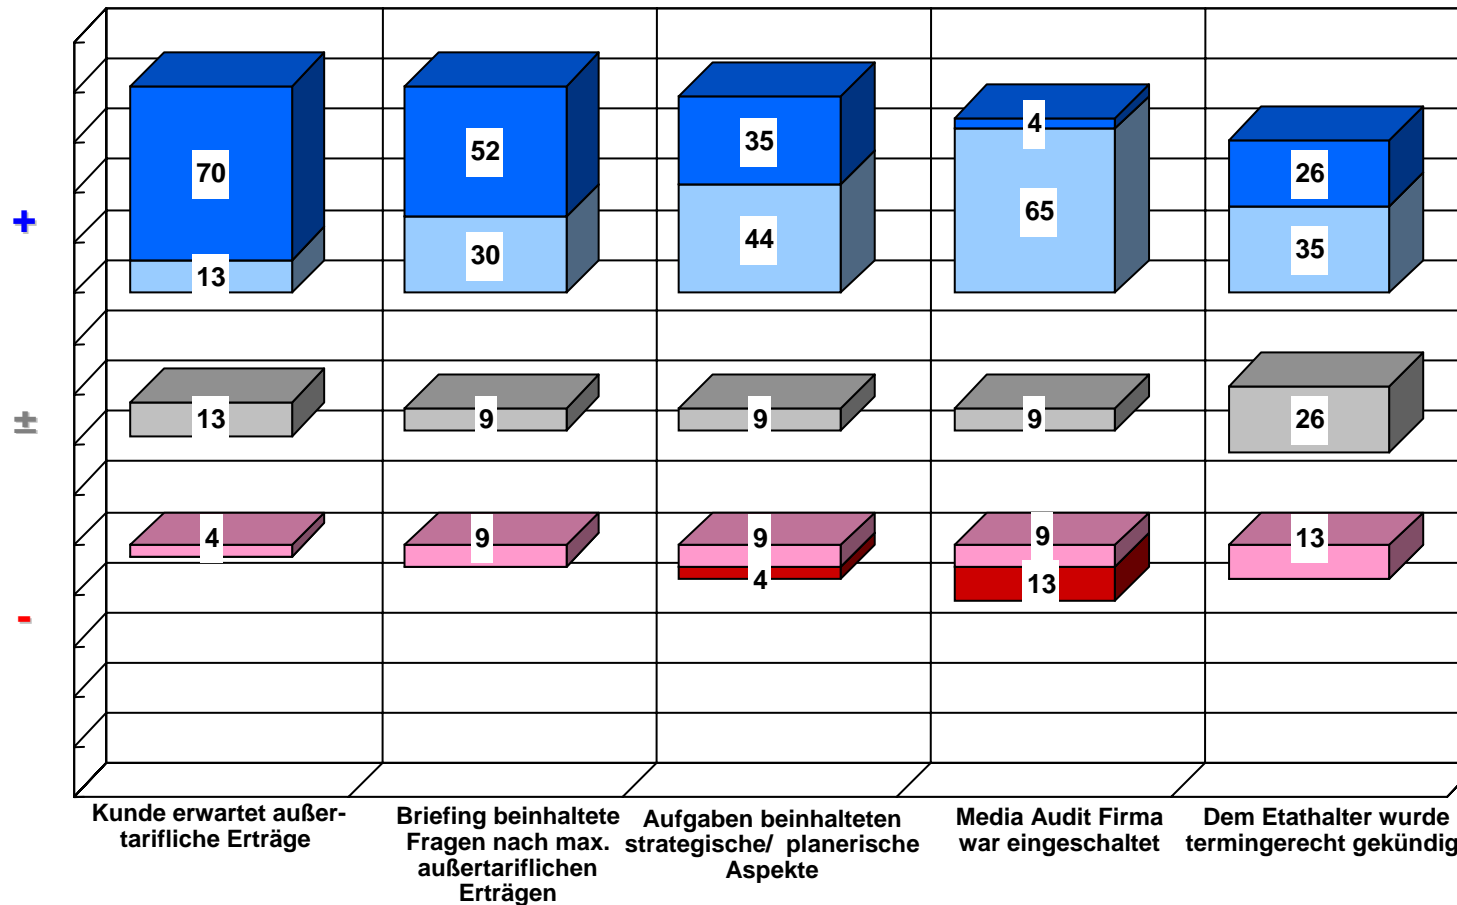 70
52
35
4
26
+
13
30
44
65
35
±
13
9
9
9
26
4
9
9
9
13
4
13
-
Kunde erwartet außer-
tarifliche Erträge
Briefing beinhaltete
Fragen nach max.
außertariflichen
Erträgen
Aufgaben beinhalteten
strategische/ planerische
Aspekte
Media Audit Firma
war eingeschaltet
Dem Etathalter wurde
termingerecht gekündig